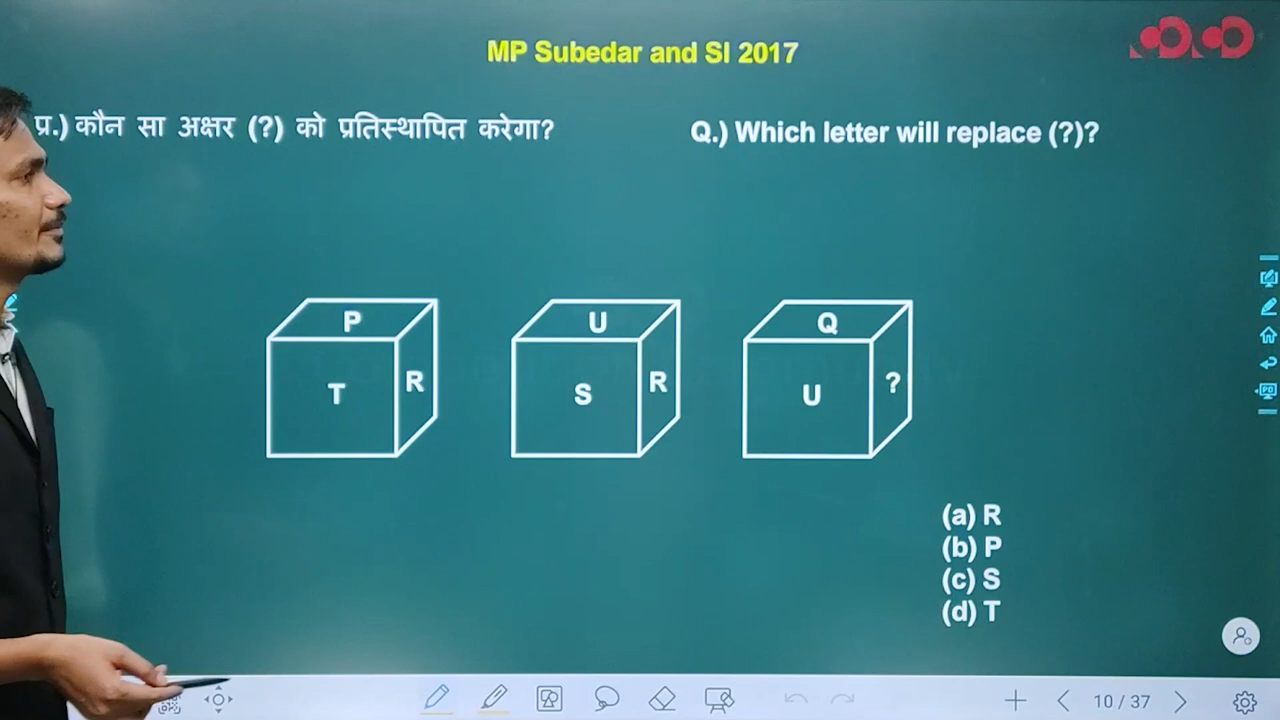 MP Subedar and SI 2017
प्र.) कौन सा अक्षर (?) को प्रतिस्थापित करेगा?
Q.) Which letter will replace (?)?
P
T
R
U
S
R
Q
U
?
(a) R
(b) P
(c) S
(d) T
10 / 37